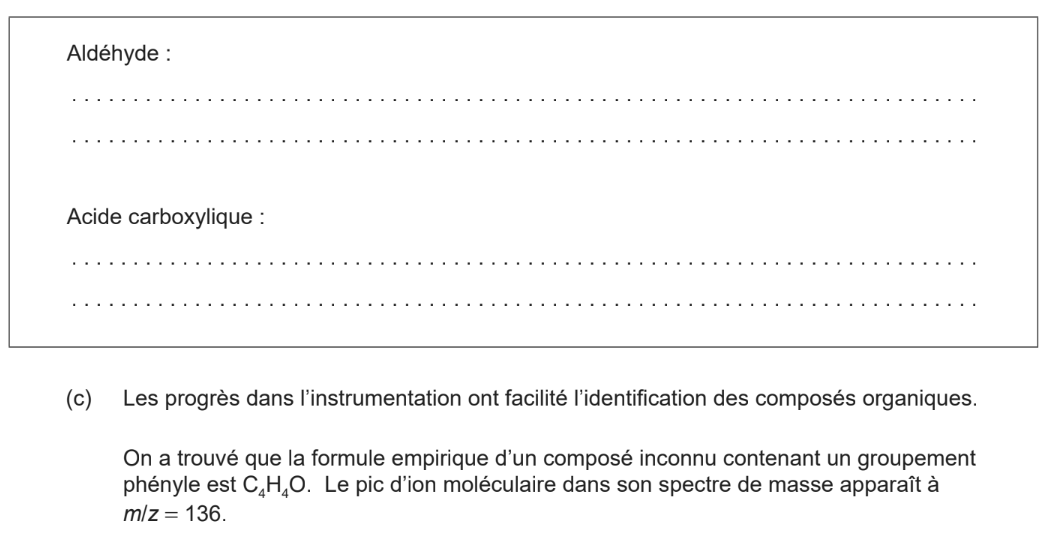 Aldéhyde :
. . . . . . . . . . . . . . . . . . . . . . . . . . . . . . . . . . . . . . . . . . . . . . . . . . . . . . . . . . . . . . . . . . . . . . . . . .
. . . . . . . . . . . . . . . . . . . . . . . . . . . . . . . . . . . . . . . . . . . . . . . . . . . . . . . . . . . . . . . . . . . . . . . . . .
Acide carboxylique :
. . . . . . . . . . . . . . . . . . . . . . . . . . . . . . . . . . . . . . . . . . . . . . . . . . . . . . . . . . . . . . . . . . . . . . . . . .
. . . . . . . . . . . . . . . . . . . . . . . . . . . . . . . . . . . . . . . . . . . . . . . . . . . . . . . . . . . . . . . . . . . . . . . . . .
(c) Les progrès dans l'instrumentation ont facilité l'identification des composés organiques.
On a trouvé que la formule empirique d'un composé inconnu contenant un groupement
phényle est C₄H₄O. Le pic d'ion moléculaire dans son spectre de masse apparaît à
m/z = 136.